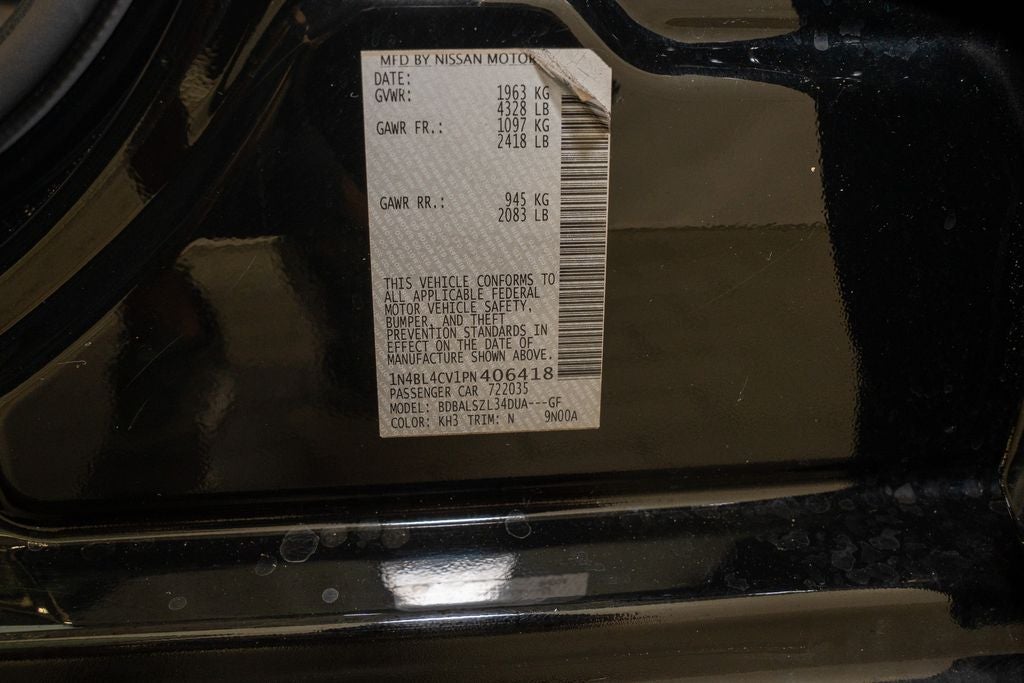 MFD BY NISSAN MOTOR
DATE:
GVWR: 1963 KG
4328 LB
GAWR FR.: 1097 KG
2418 LB
GAWR RR.: 945 KG
2083 LB
THIS VEHICLE CONFORMS TO
ALL APPLICABLE FEDERAL
MOTOR VEHICLE SAFETY,
BUMPER, AND THEFT
PREVENTION STANDARDS IN
EFFECT ON THE DATE OF
MANUFACTURE SHOWN ABOVE.
1N4BL4CV1PN406418
PASSENGER CAR 722035
MODEL: BDBALSZL34DUA---GF
COLOR: KH3 TRIM: N 9N00A